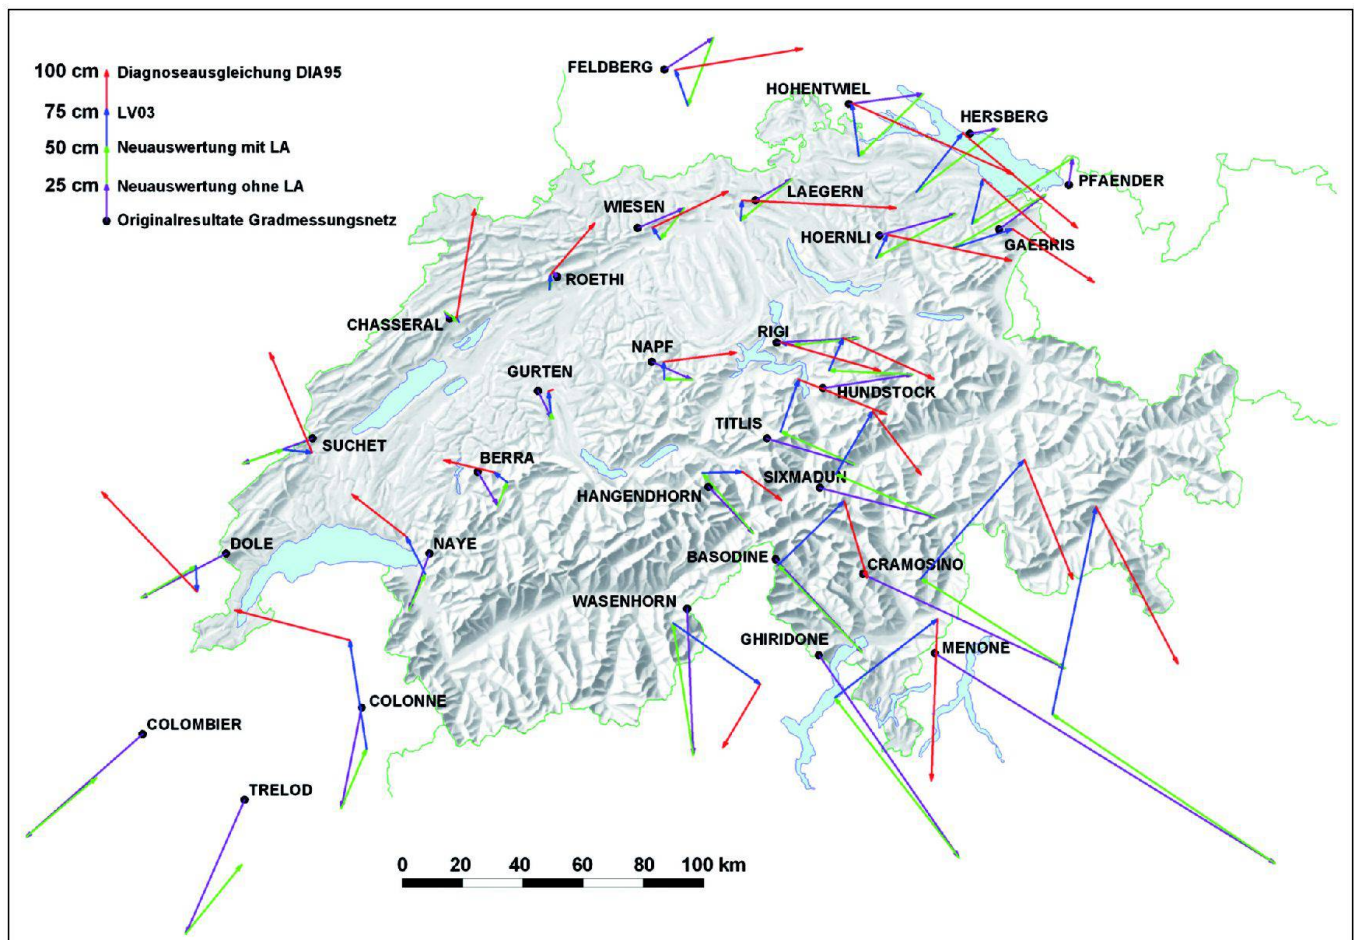 100 cm Diagnoseausgleichung DIA95
75 cm LV03
50 cm Neuauswertung mit LA
25 cm Neuauswertung ohne LA
Originalresultate Gradmessungsnetz
FELDBERG
HOHENTWIEL
HERSBERG
PFAENDER
LAEGERN
WIESEN
HOERNLI
GAEBRIS
ROETHI
CHASSERAL
RIGI
NAPF
GURTEN
HUNDSTOCK
TITLIS
SUCHET
BERRA
SIXMADUN
HANGENDHORN
DOLE
NAYE
BASODINE
CRAMOSINO
WASENHORN
GHIRIDONE
MENONE
COLONNE
COLOMBIER
TRELOD
0 20 40 60 80 100 km